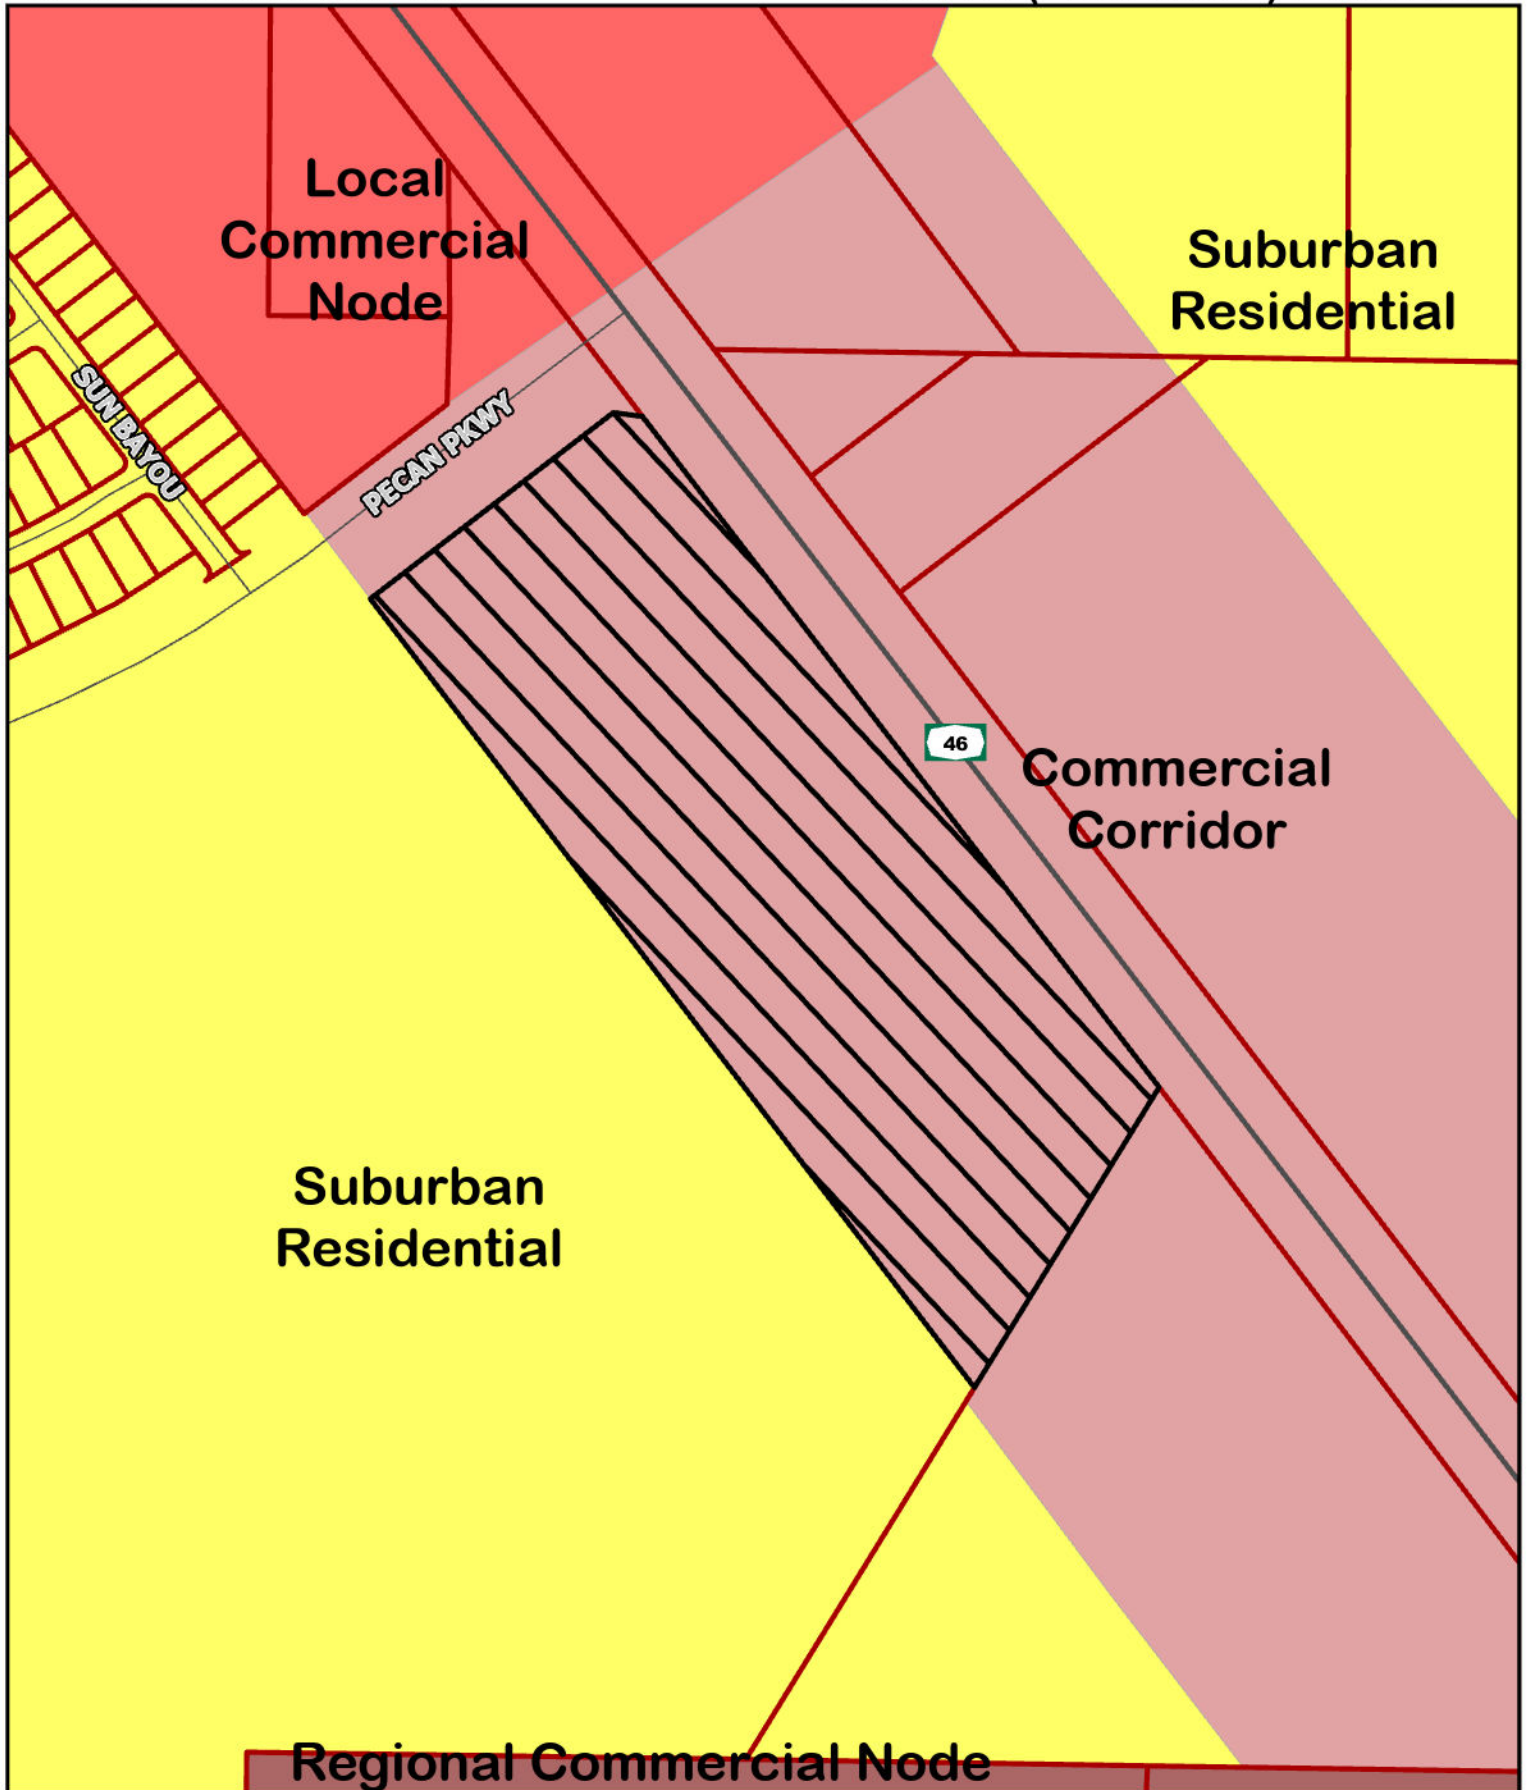 Local
Commercial
Node
Suburban
Residential
SUN BAYOU
PECAN PKWY
46
Commercial
Corridor
Suburban
Residential
Regional Commercial Node